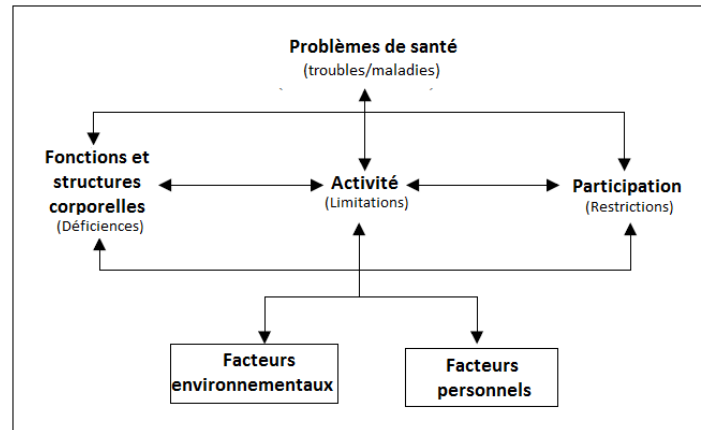 Problèmes de santé
(troubles/maladies)
Fonctions et
structures
corporelles
(Déficiences)
Activité
(Limitations)
Participation
(Restrictions)
Facteurs
environnementaux
Facteurs
personnels